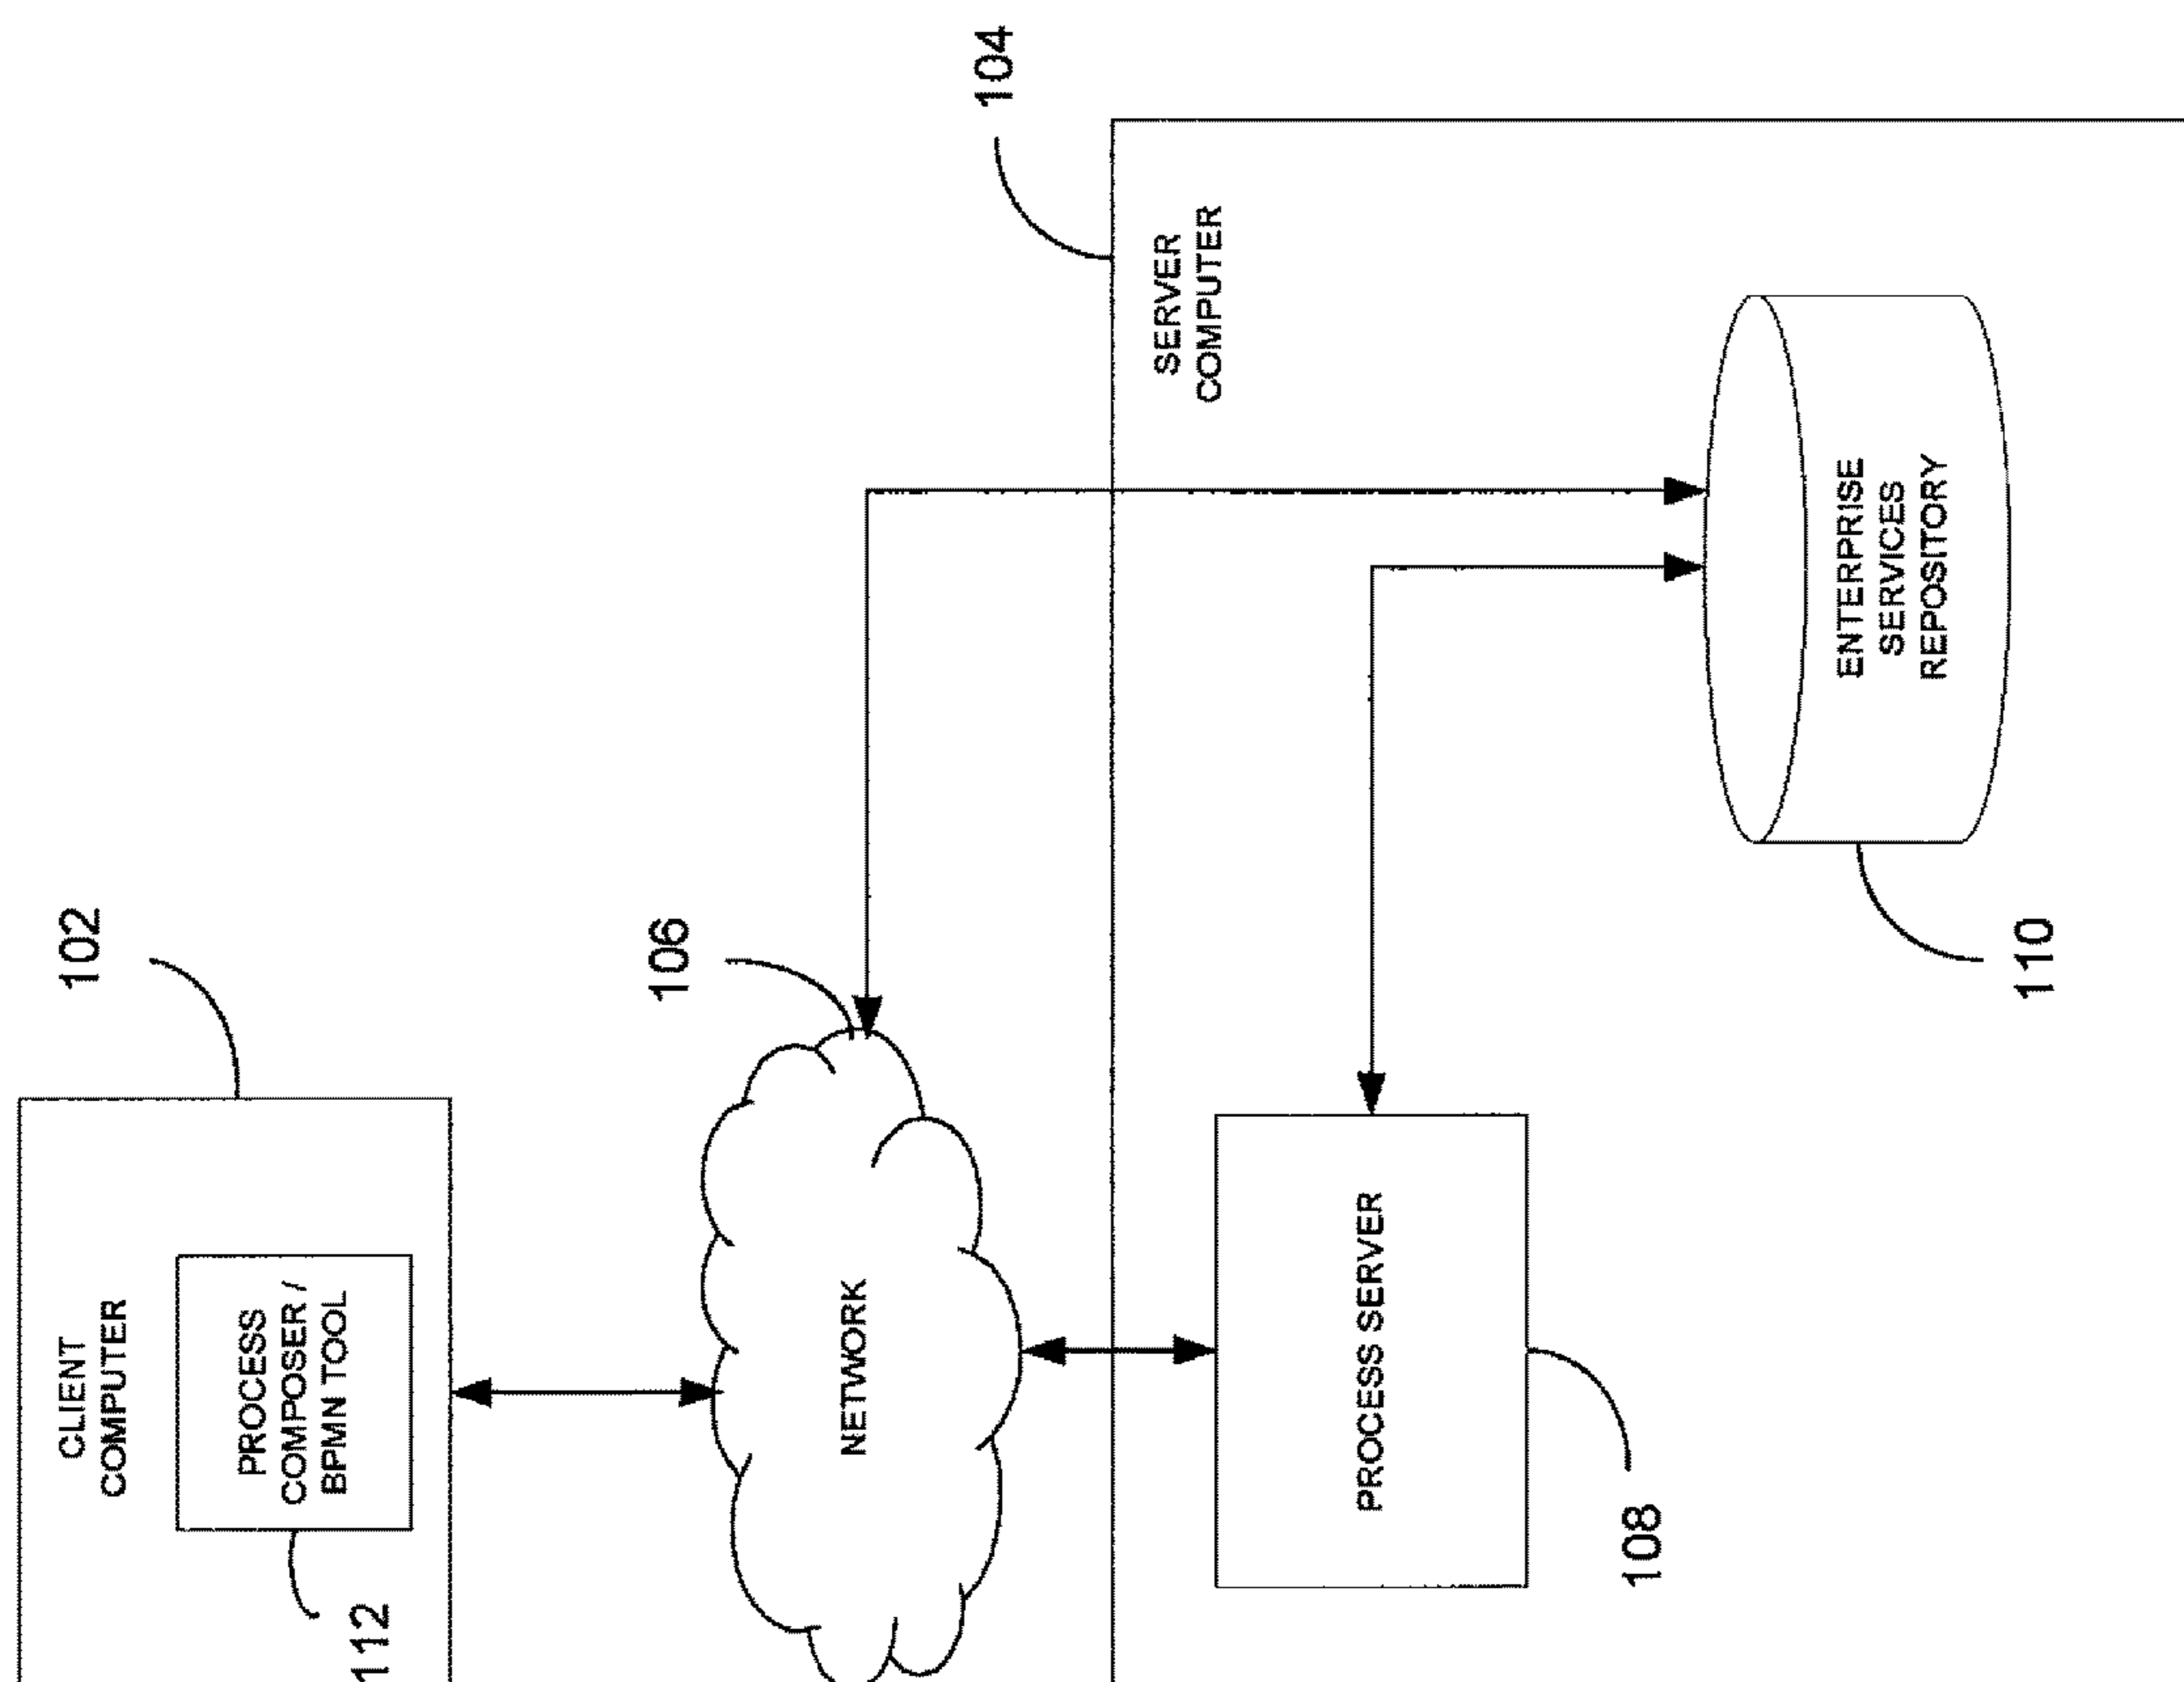 102
CLIENT
COMPUTER
PROCESS
COMPOSER /
BPMN TOOL
112
106
NETWORK
104
SERVER
COMPUTER
PROCESS SERVER
108
ENTERPRISE
SERVICES
REPOSITORY
110